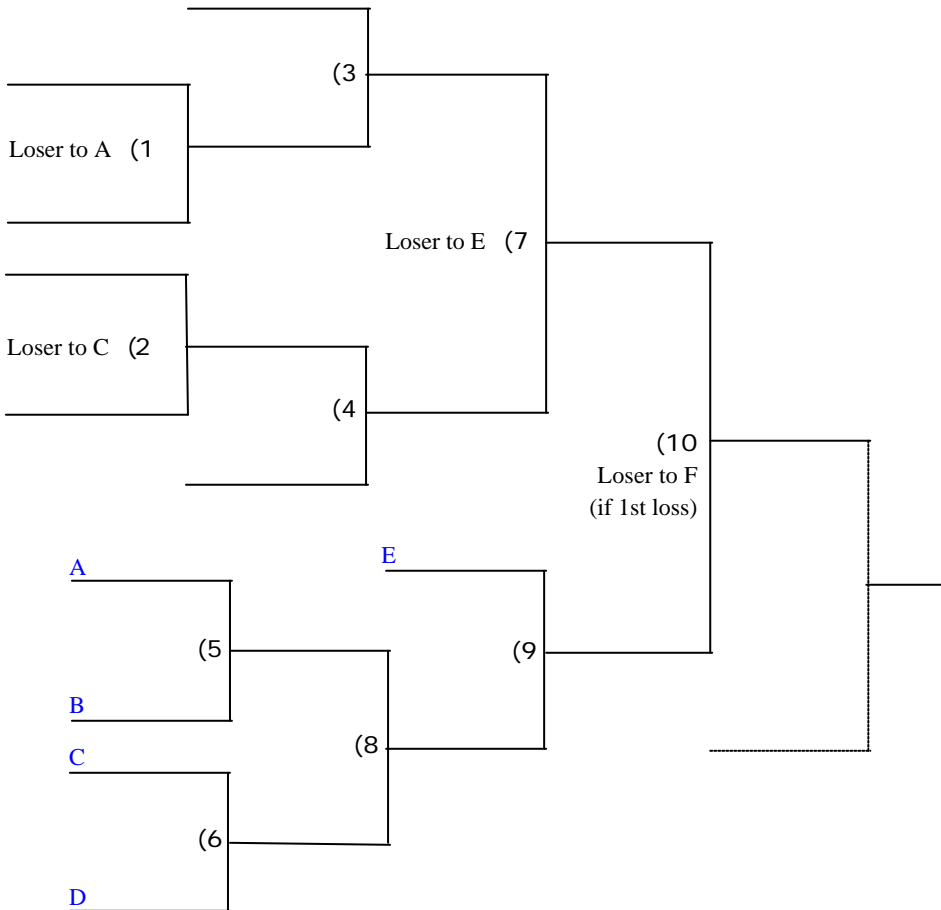 (3
Loser to A (1
Loser to E (7
Loser to C (2
(4
(10
Loser to F
(if 1st loss)
A
E
(5
(9
B
(8
C
(6
D